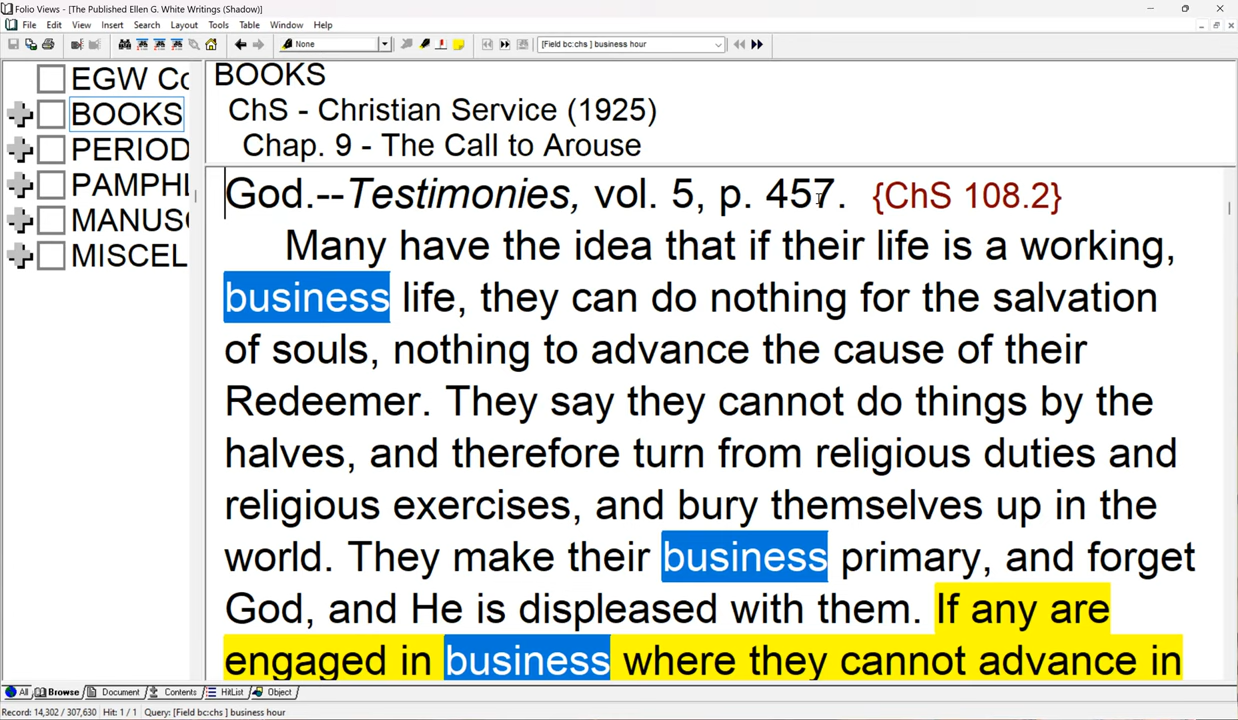 Folio Views - [The Published Ellen G. White Writings (Shadow)]
File Edit View Insert Search Layout Tools Table Window Help
None
[Field bc:chs ] business hour
EGW Co
BOOKS
PERIOD
PAMPHL
MANUS
MISCEL
BOOKS
ChS - Christian Service (1925)
Chap. 9 - The Call to Arouse
God.--Testimonies, vol. 5, p. 457. {ChS 108.2}
Many have the idea that if their life is a working,
business life, they can do nothing for the salvation
of souls, nothing to advance the cause of their
Redeemer. They say they cannot do things by the
halves, and therefore turn from religious duties and
religious exercises, and bury themselves up in the
world. They make their business primary, and forget
God, and He is displeased with them. If any are
engaged in business where they cannot advance in
All Browse Document Contents HitList Object
Record: 14,302 / 307,630 Hit: 1 / 1 Query: [Field bc:chs ] business hour